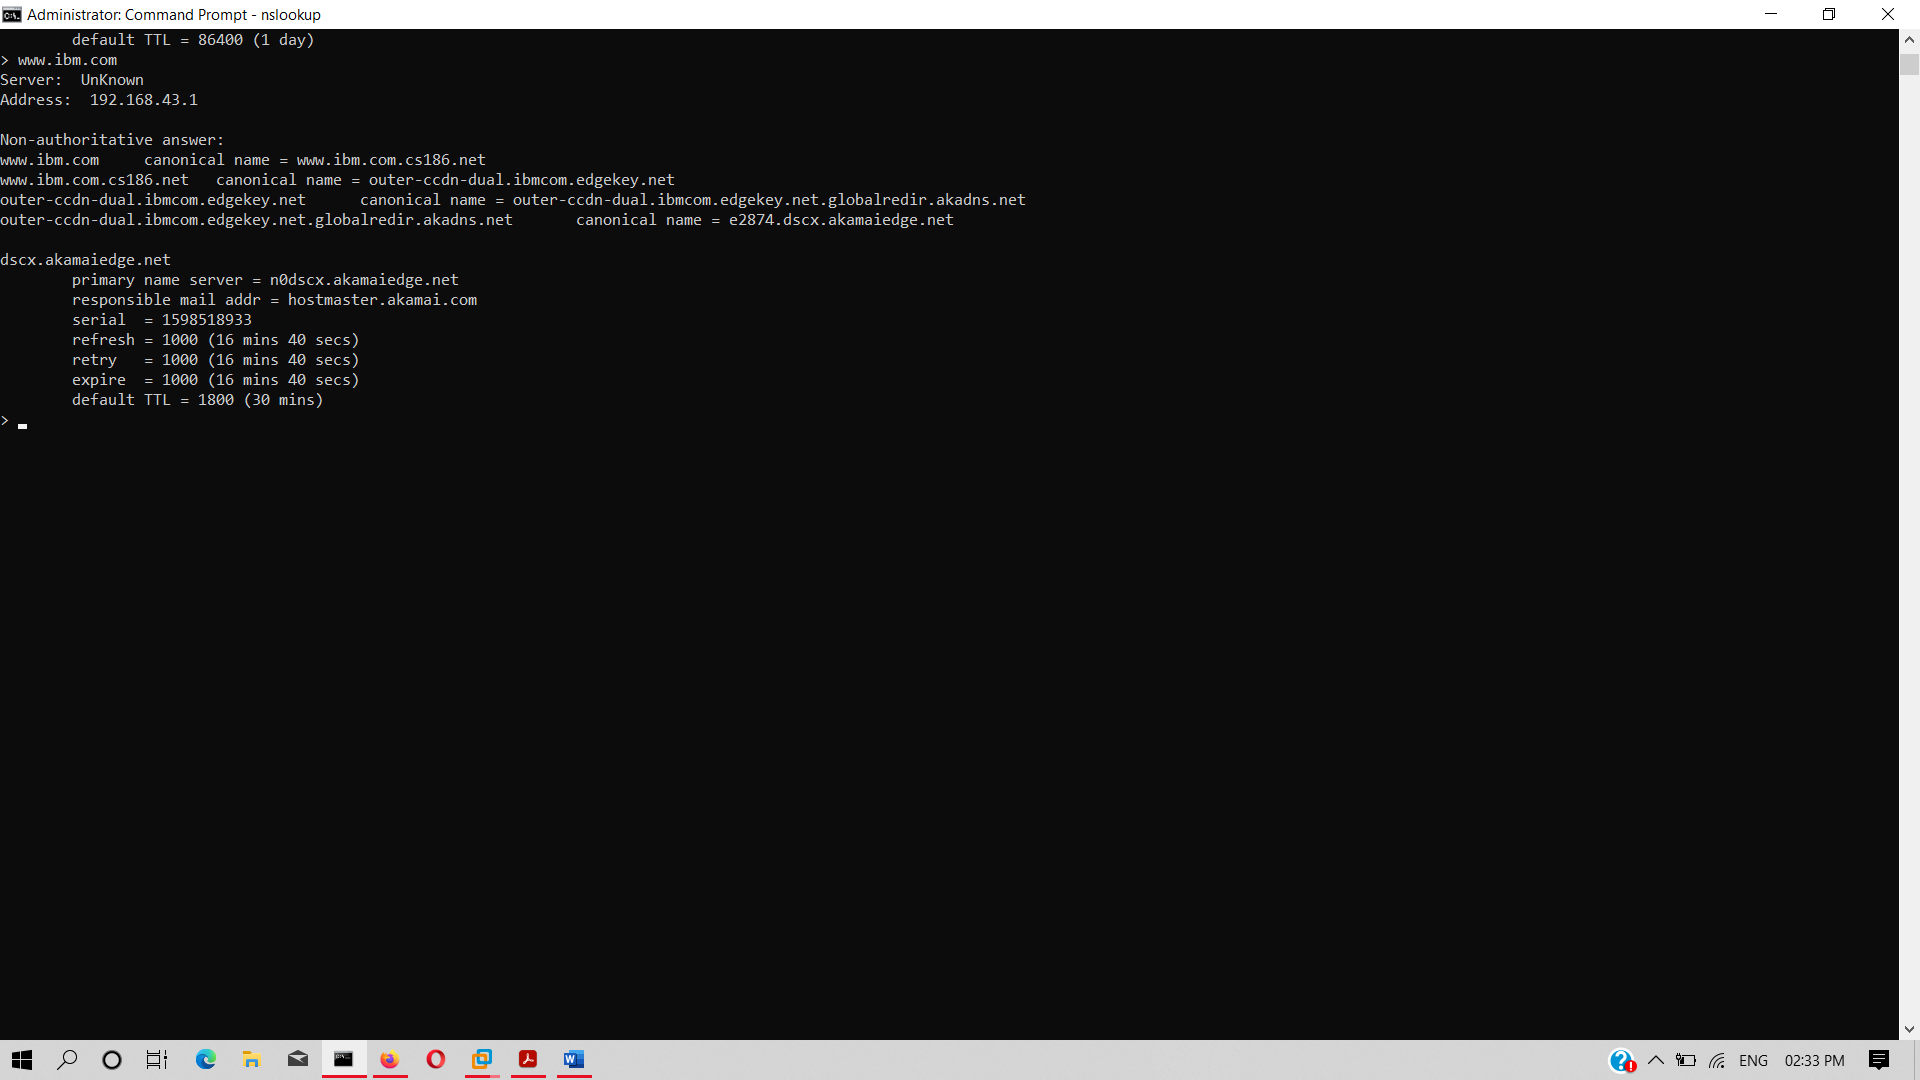 Administrator: Command Prompt - nslookup
default TTL = 86400 (1 day)
> www.ibm.com
Server:  UnKnown
Address:  192.168.43.1
Non-authoritative answer:
www.ibm.com     canonical name = www.ibm.com.cs186.net
www.ibm.com.cs186.net   canonical name = outer-ccdn-dual.ibmcom.edgekey.net
outer-ccdn-dual.ibmcom.edgekey.net      canonical name = outer-ccdn-dual.ibmcom.edgekey.net.globalredir.akadns.net
outer-ccdn-dual.ibmcom.edgekey.net.globalredir.akadns.net       canonical name = e2874.dscx.akamaiedge.net
dscx.akamaiedge.net
primary name server = n0dscx.akamaiedge.net
responsible mail addr = hostmaster.akamai.com
serial  = 1598518933
refresh = 1000 (16 mins 40 secs)
retry   = 1000 (16 mins 40 secs)
expire  = 1000 (16 mins 40 secs)
default TTL = 1800 (30 mins)
>
ENG 02:33 PM